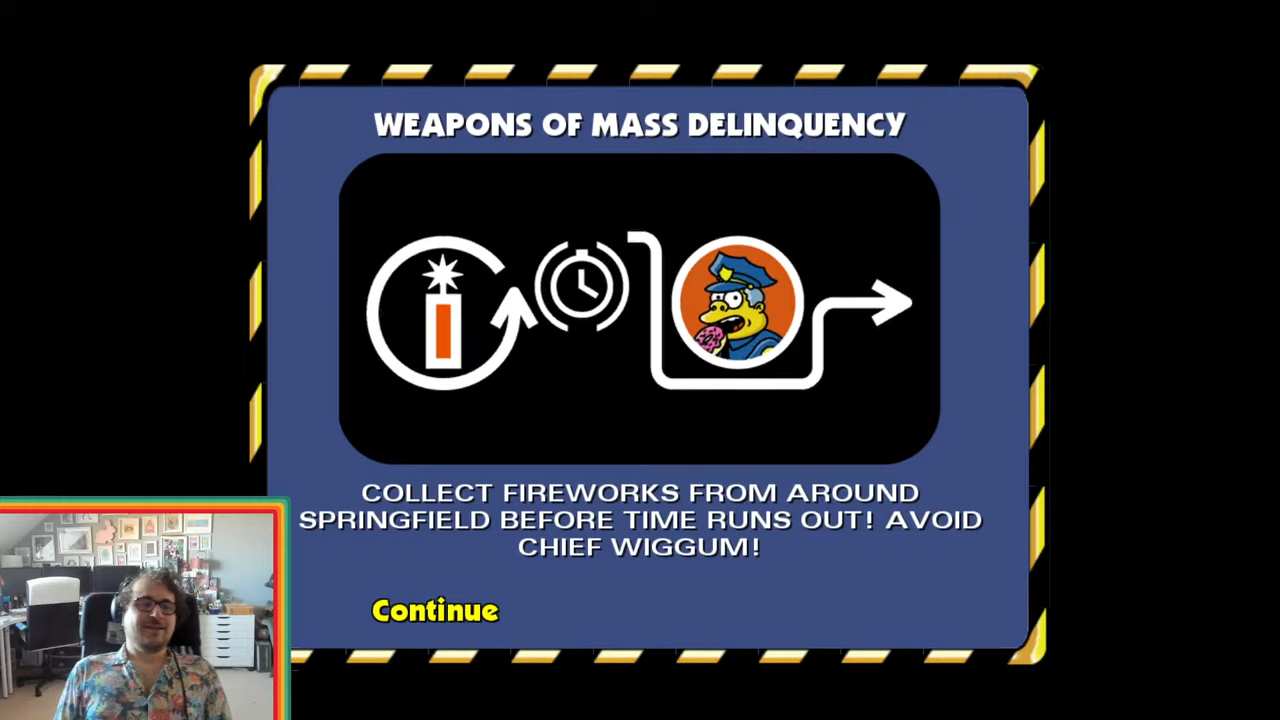 WEAPONS OF MASS DELINQUENCY
COLLECT FIREWORKS FROM AROUND
SPRINGFIELD BEFORE TIME RUNS OUT! AVOID
CHIEF WIGGUM!
Continue